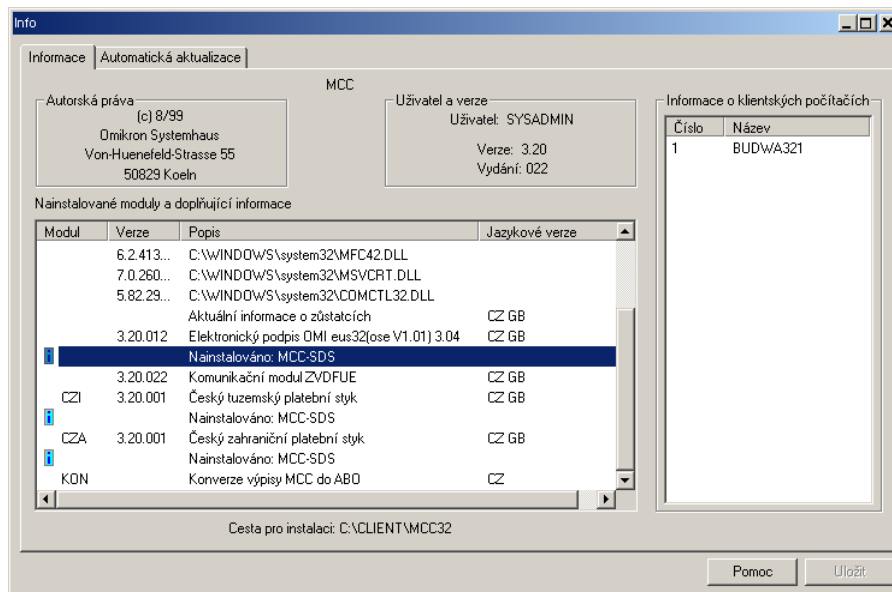 Info
Informace Automatická aktualizace
MCC
Autorská práva
(c) 8/99
Omikron Systemhaus
Von-Huenefeld-Strasse 55
50829 Koeln
Uživatel a verze
Uživatel: SYSADMIN
Verze: 3.20
Vydání: 022
Informace o klientských počítačích
Číslo Název
1 BUDWA321
Nainstalované moduly a doplňující informace
Modul Verze Popis Jazykové verze
6.2.413... C:\WINDOWS\system32\MFC42.DLL
7.0.260... C:\WINDOWS\system32\MSVCRT.DLL
5.82.29... C:\WINDOWS\system32\COMCTL32.DLL
Aktuální informace o zůstatcích CZ GB
3.20.012 Elektronický podpis OMI eus32(ose V1.01) 3.04 CZ GB
i Nainstalováno: MCC-SDS
3.20.022 Komunikační modul ZVDFUE CZ GB
CZI 3.20.001 Český tuzemský platební styk CZ GB
i Nainstalováno: MCC-SDS
CZA 3.20.001 Český zahraniční platební styk CZ GB
i Nainstalováno: MCC-SDS
KON Konverze výpisy MCC do ABO CZ
Cesta pro instalaci: C:\CLIENT\MCC32
Pomoc Uložit